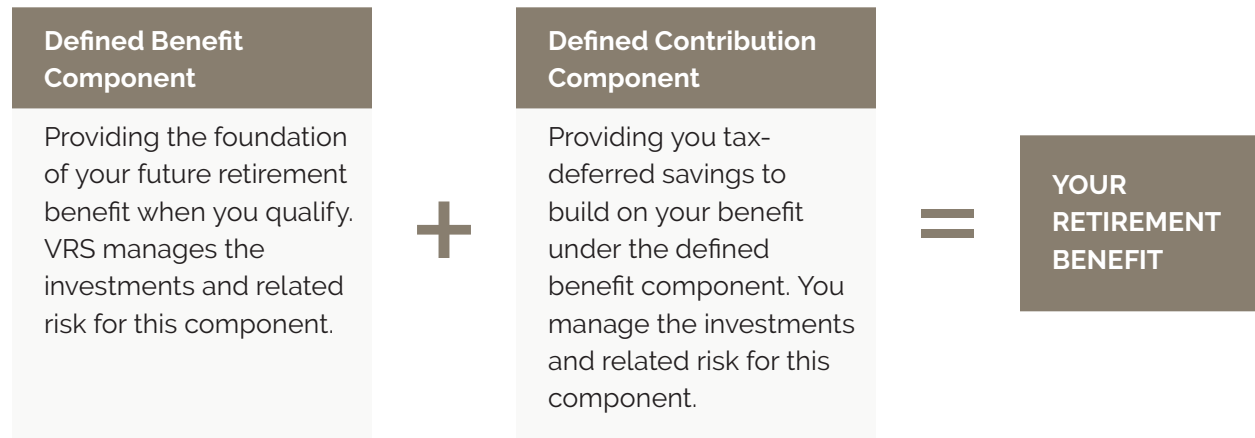 Defined Benefit
Component
Providing the foundation
of your future retirement
benefit when you qualify.
VRS manages the
investments and related
risk for this component.
+
Defined Contribution
Component
Providing you tax-
deferred savings to
build on your benefit
under the defined
benefit component. You
manage the investments
and related risk for this
component.
=
YOUR
RETIREMENT
BENEFIT